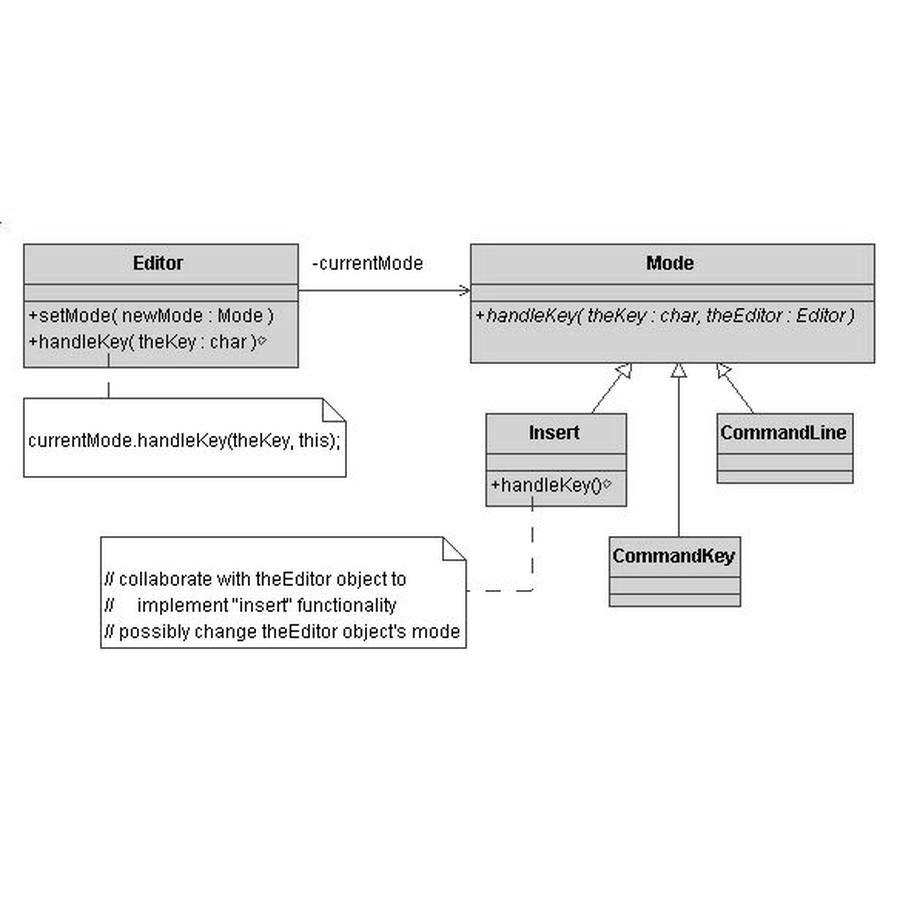 Editor
-currentMode
Mode
+setMode( newMode : Mode )
+handleKey( theKey : char )
+handleKey( theKey : char, theEditor : Editor )
currentMode.handleKey(theKey, this);
Insert
+handleKey()
CommandLine
CommandKey
// collaborate with theEditor object to
// implement "insert" functionality
// possibly change theEditor object's mode